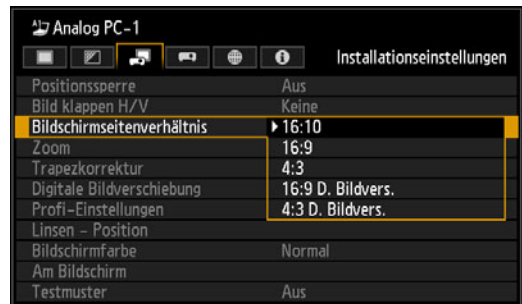 Analog PC-1
Installationseinstellungen
Positionssperre Aus
Bild klappen H/V Keine
Bildschirmseitenverhältnis 16:10
Zoom 16:9
Trapezkorrektur 4:3
Digitale Bildverschiebung 16:9 D. Bildvers.
Profi-Einstellungen 4:3 D. Bildvers.
Linsen - Position
Bildschirmfarbe Normal
Am Bildschirm
Testmuster Aus